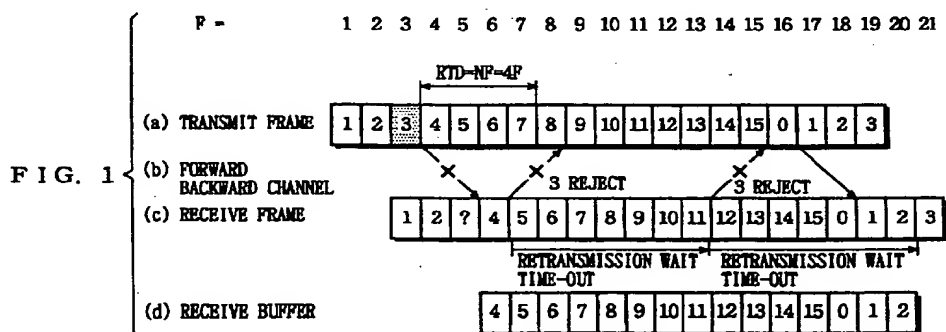 F = 1 2 3 4 5 6 7 8 9 10 11 12 13 14 15 16 17 18 19 20 21
RTD=NF=4F
(a) TRANSMIT FRAME 1 2 3 4 5 6 7 8 9 10 11 12 13 14 15 0 1 2 3
FIG. 1
(b) FORWARD
BACKWARD CHANNEL
3 REJECT 3 REJECT
(c) RECEIVE FRAME 1 2 ? 4 5 6 7 8 9 10 11 12 13 14 15 0 1 2 3
RETRANSMISSION WAIT RETRANSMISSION WAIT
TIME-OUT TIME-OUT
(d) RECEIVE BUFFER 4 5 6 7 8 9 10 11 12 13 14 15 0 1 2